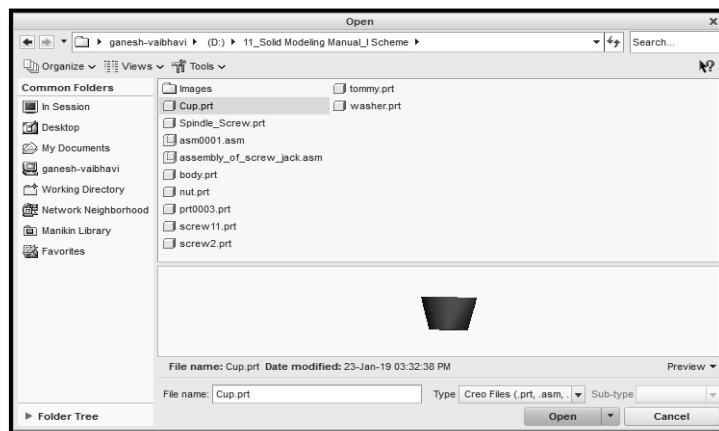 Open
ganesh-vaibhavi (D:) 11_Solid Modeling Manual_I Scheme Search...
Organize Views Tools
Common Folders
In Session
Desktop
My Documents
ganesh-vaibhavi
Working Directory
Network Neighborhood
Manikin Library
Favorites
Images
Cup.prt
Spindle_Screw.prt
asm0001.asm
assembly_of_screw_jack.asm
body.prt
nut.prt
prt0003.prt
screw11.prt
screw2.prt
tommy.prt
washer.prt
File name: Cup.prt Date modified: 23-Jan-19 03:32:38 PM Preview
File name: Cup.prt Type Creo Files (.prt, .asm, . Sub-type
Folder Tree
Open Cancel